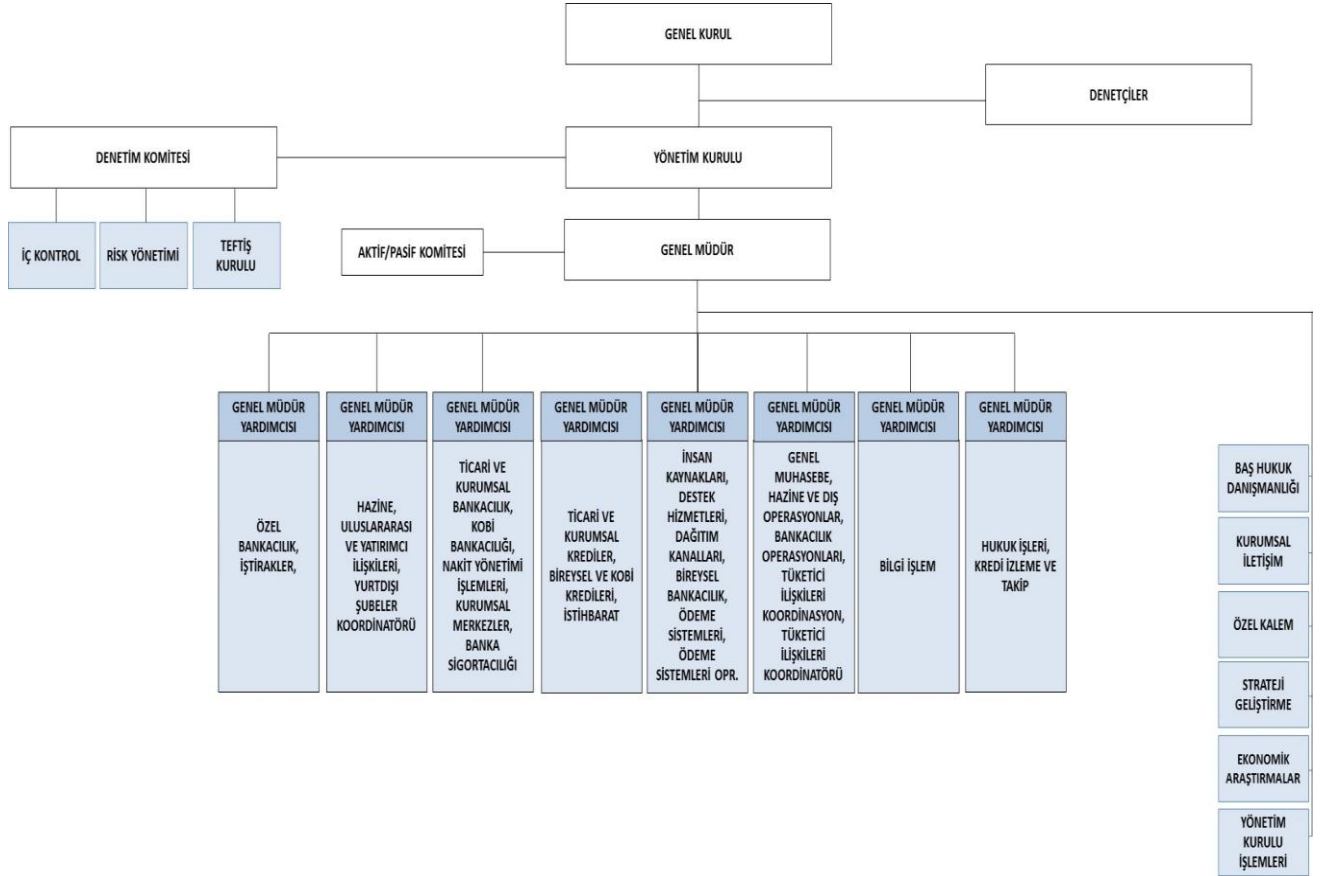 GENEL KURUL
DENETÇİLER
DENETİM KOMİTESİ
YÖNETİM KURULU
İÇ KONTROL
RİSK YÖNETİMİ
TEFTİŞ
KURULU
AKTİF/PASİF KOMİTESİ
GENEL MÜDÜR
GENEL MÜDÜR
YARDIMCISI
ÖZEL
BANKACILIK,
İŞTİRAKLER,
GENEL MÜDÜR
YARDIMCISI
HAZİNE,
ULUSLARARASI
VE YATIRIMCI
İLİŞKİLERİ,
YURTDIŞI
ŞUBELER
KOORDİNATÖRÜ
GENEL MÜDÜR
YARDIMCISI
TİCARİ VE
KURUMSAL
BANKACILIK,
KOBİ
BANKACILIĞI,
NAKİT YÖNETİMİ
İŞLEMLERİ,
KURUMSAL
MERKEZLER,
BANKA
SİGORTACILIĞI
GENEL MÜDÜR
YARDIMCISI
TİCARİ VE
KURUMSAL
KREDİLER,
BİREYSEL VE KOBİ
KREDİLERİ,
İSTİHBARAT
GENEL MÜDÜR
YARDIMCISI
İNSAN
KAYNAKLARI,
DESTEK
HİZMETLERİ,
DAĞITIM
KANALLARI,
BİREYSEL
BANKACILIK,
ÖDEME
SİSTEMLERİ,
ÖDEME
SİSTEMLERİ OPR.
GENEL MÜDÜR
YARDIMCISI
GENEL
MUHASEBE,
HAZİNE VE DIŞ
OPERASYONLAR,
BANKACILIK
OPERASYONLARI,
TÜKETİCİ
İLİŞKİLERİ
KOORDİNASYON,
TÜKETİCİ
İLİŞKİLERİ
KOORDİNATÖRÜ
GENEL MÜDÜR
YARDIMCISI
BİLGİ İŞLEM
GENEL MÜDÜR
YARDIMCISI
HUKUK İŞLERİ,
KREDİ İZLEME VE
TAKİP
BAŞ HUKUK
DANIŞMANLIĞI
KURUMSAL
İLETİŞİM
ÖZEL KALEM
STRATEJİ
GELİŞTİRME
EKONOMİK
ARAŞTIRMALAR
YÖNETİM
KURULU
İŞLEMLERİ